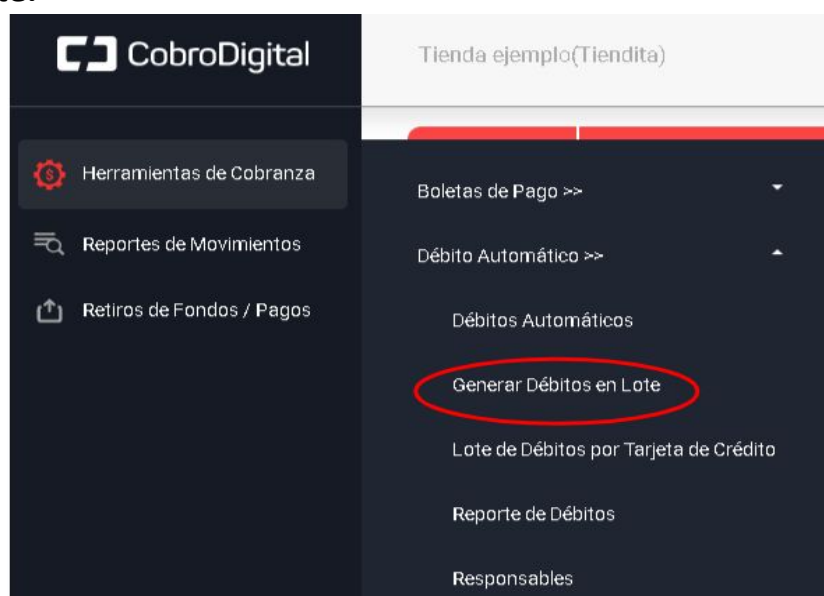 CobroDigital
Tienda ejemplo(Tiendita)
Herramientas de Cobranza
Reportes de Movimientos
Retiros de Fondos / Pagos
Boletas de Pago >>
Débito Automático >>
Débitos Automáticos
Generar Débitos en Lote
Lote de Débitos por Tarjeta de Crédito
Reporte de Débitos
Responsables